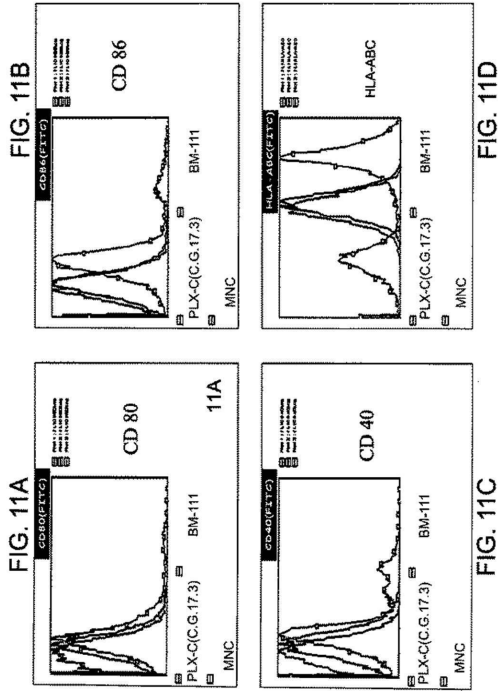 FIG. 11A
CD80(FITC)
CD 80
11A
PLX-C(C.G.17.3)
BM-111
MNC
FIG. 11B
CD86(FITC)
CD 86
PLX-C(C.G.17.3)
BM-111
MNC
CD40(FITC)
CD 40
PLX-C(C.G.17.3)
BM-111
MNC
FIG. 11C
HLA-ABC(FITC)
HLA-ABC
PLX-C(C.G.17.3)
BM-111
MNC
FIG. 11D